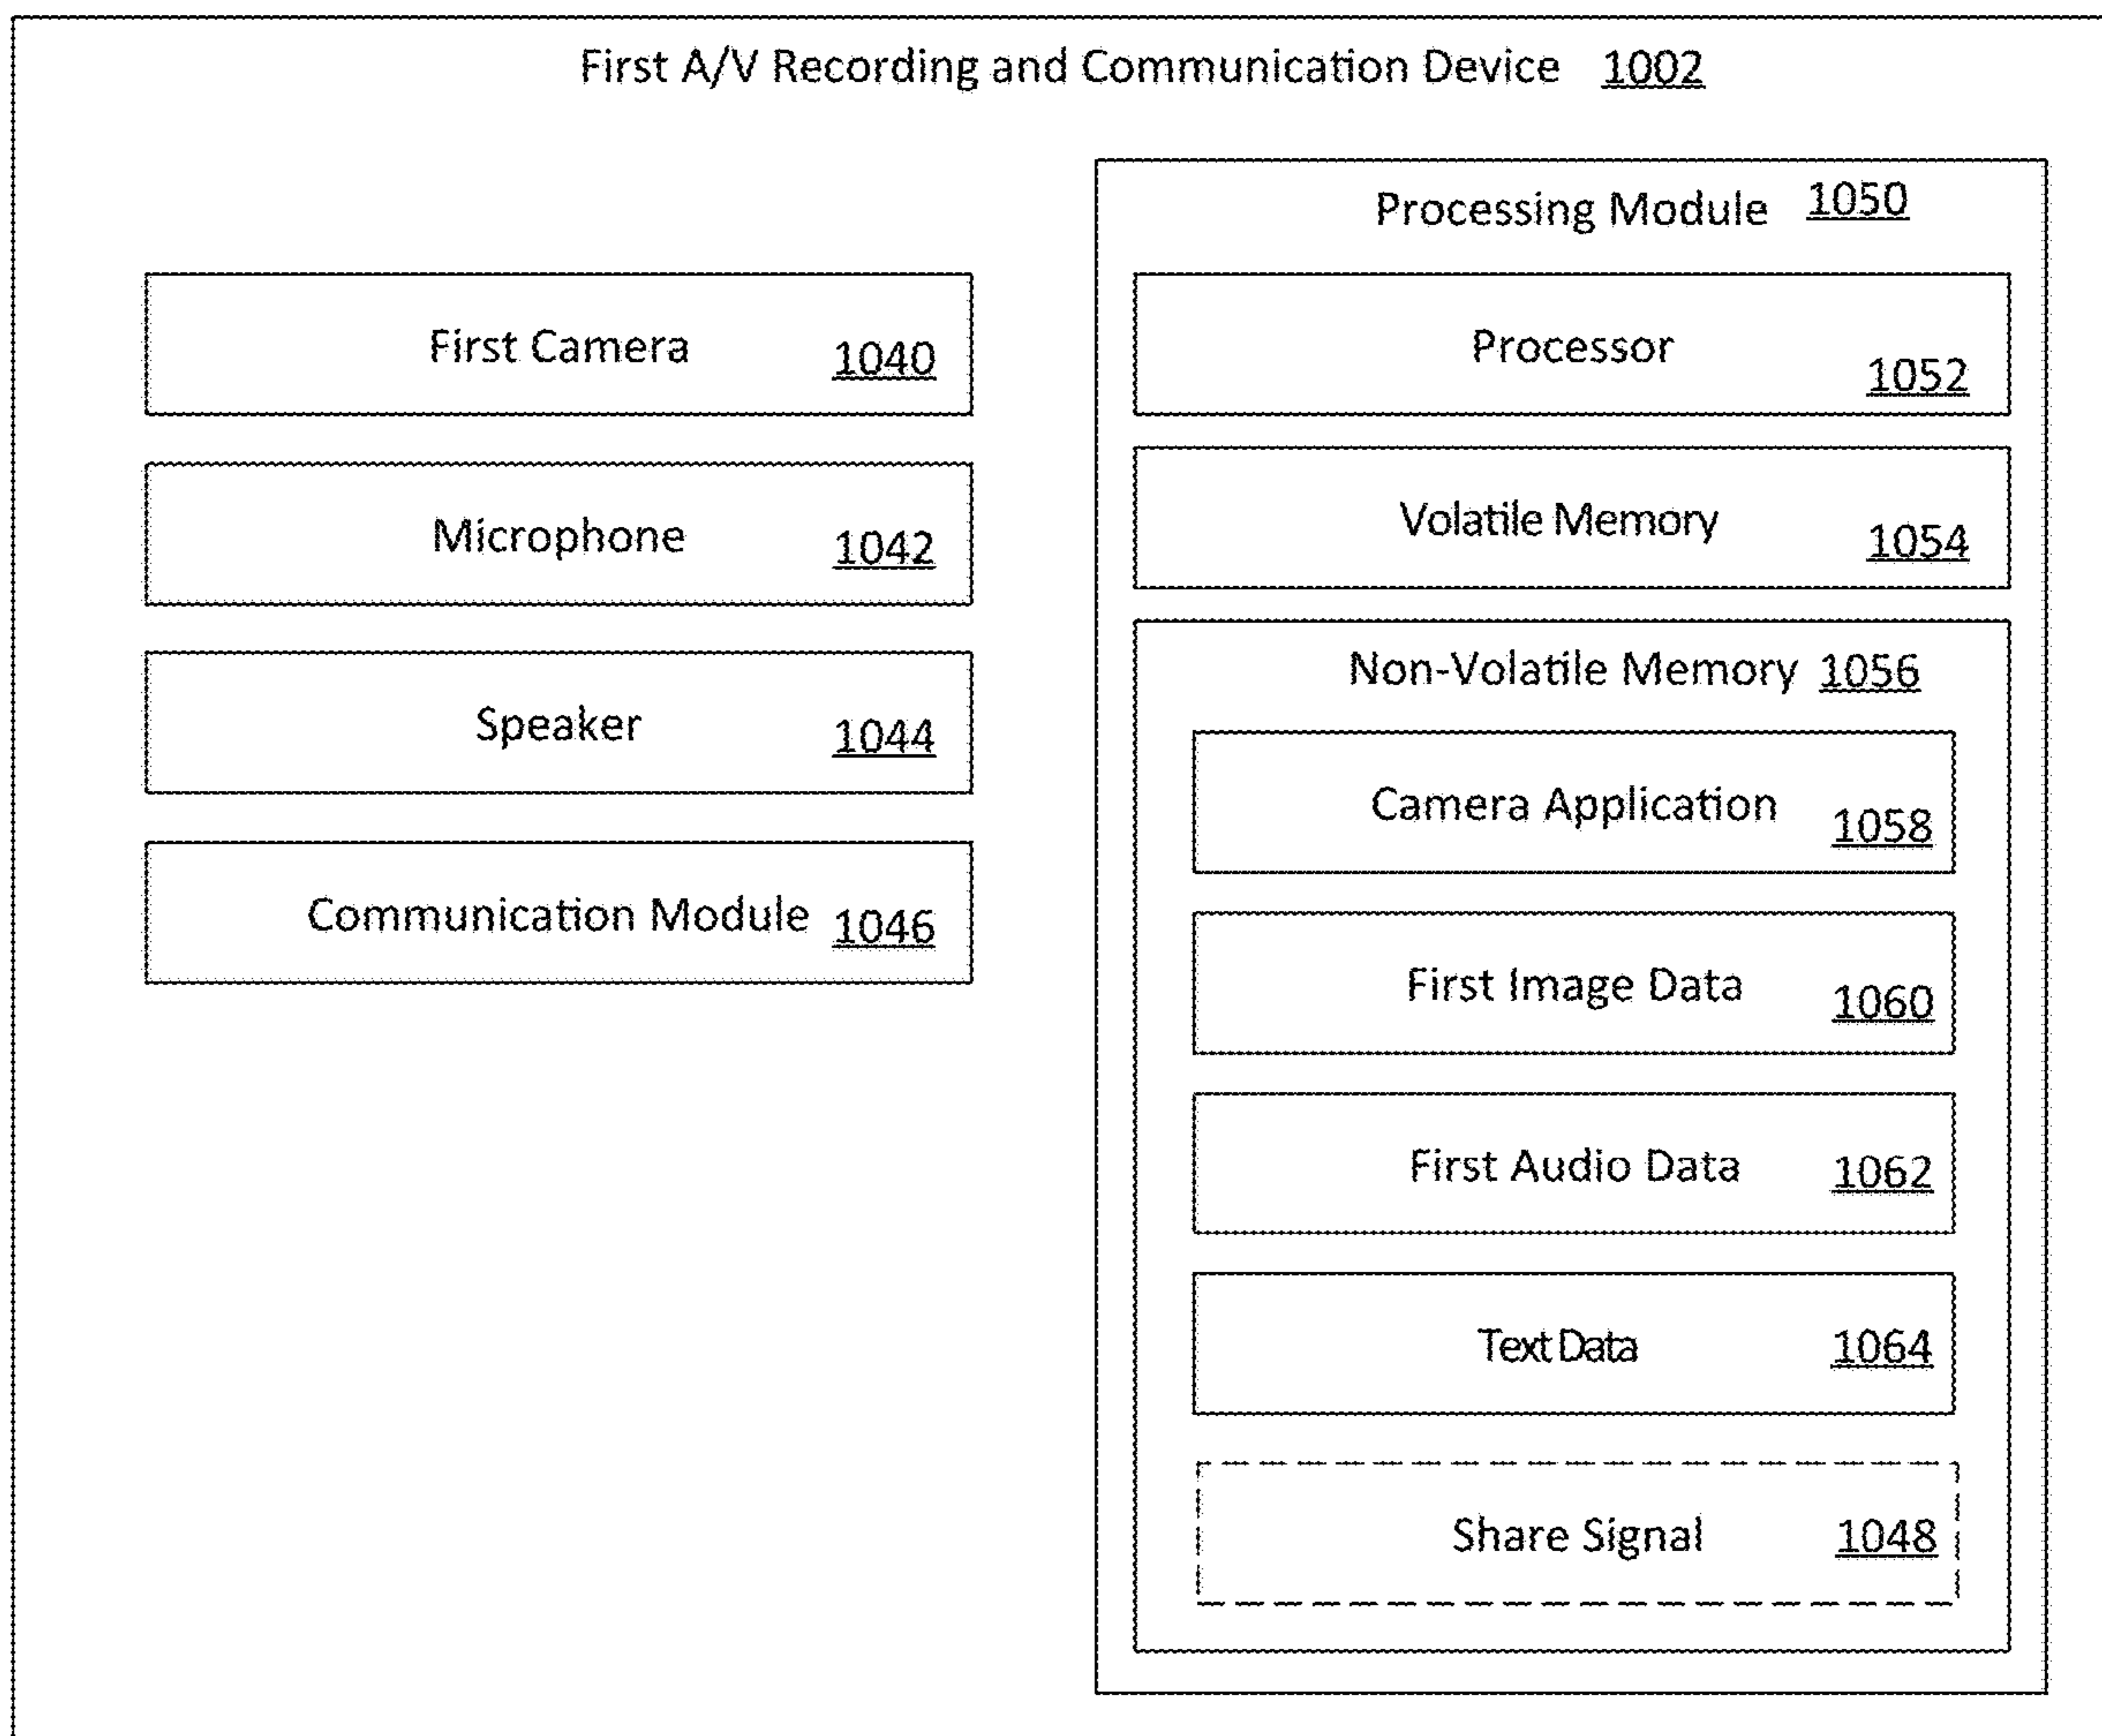 First A/V Recording and Communication Device 1002
First Camera 1040
Microphone 1042
Speaker 1044
Communication Module 1046
Processing Module 1050
Processor 1052
Volatile Memory 1054
Non-Volatile Memory 1056
Camera Application 1058
First Image Data 1060
First Audio Data 1062
Text Data 1064
Share Signal 1048